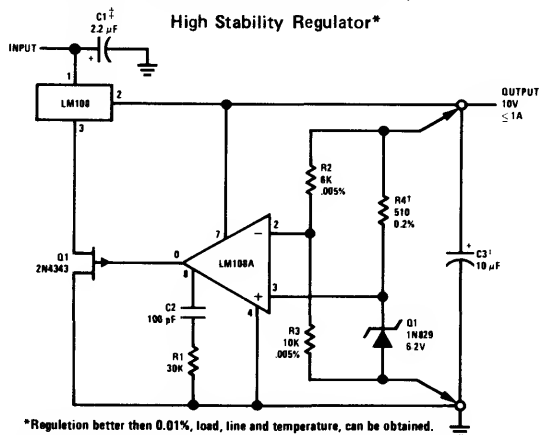 High Stability Regulator*
C1‡
2.2 µF
+
INPUT
1
LM108
2
3
OUTPUT
10V
≤ 1A
R2
6K
.005%
R4†
510
0.2%
7
2
−
Q1
2N4343
0
LM108A
8
+
3
4
C3‡
10 µF
+
C2
100 pF
R1
30K
R3
10K
.005%
Q1
1N829
6.2V
*Reguletion better then 0.01%, load, line and temperature, can be obtained.